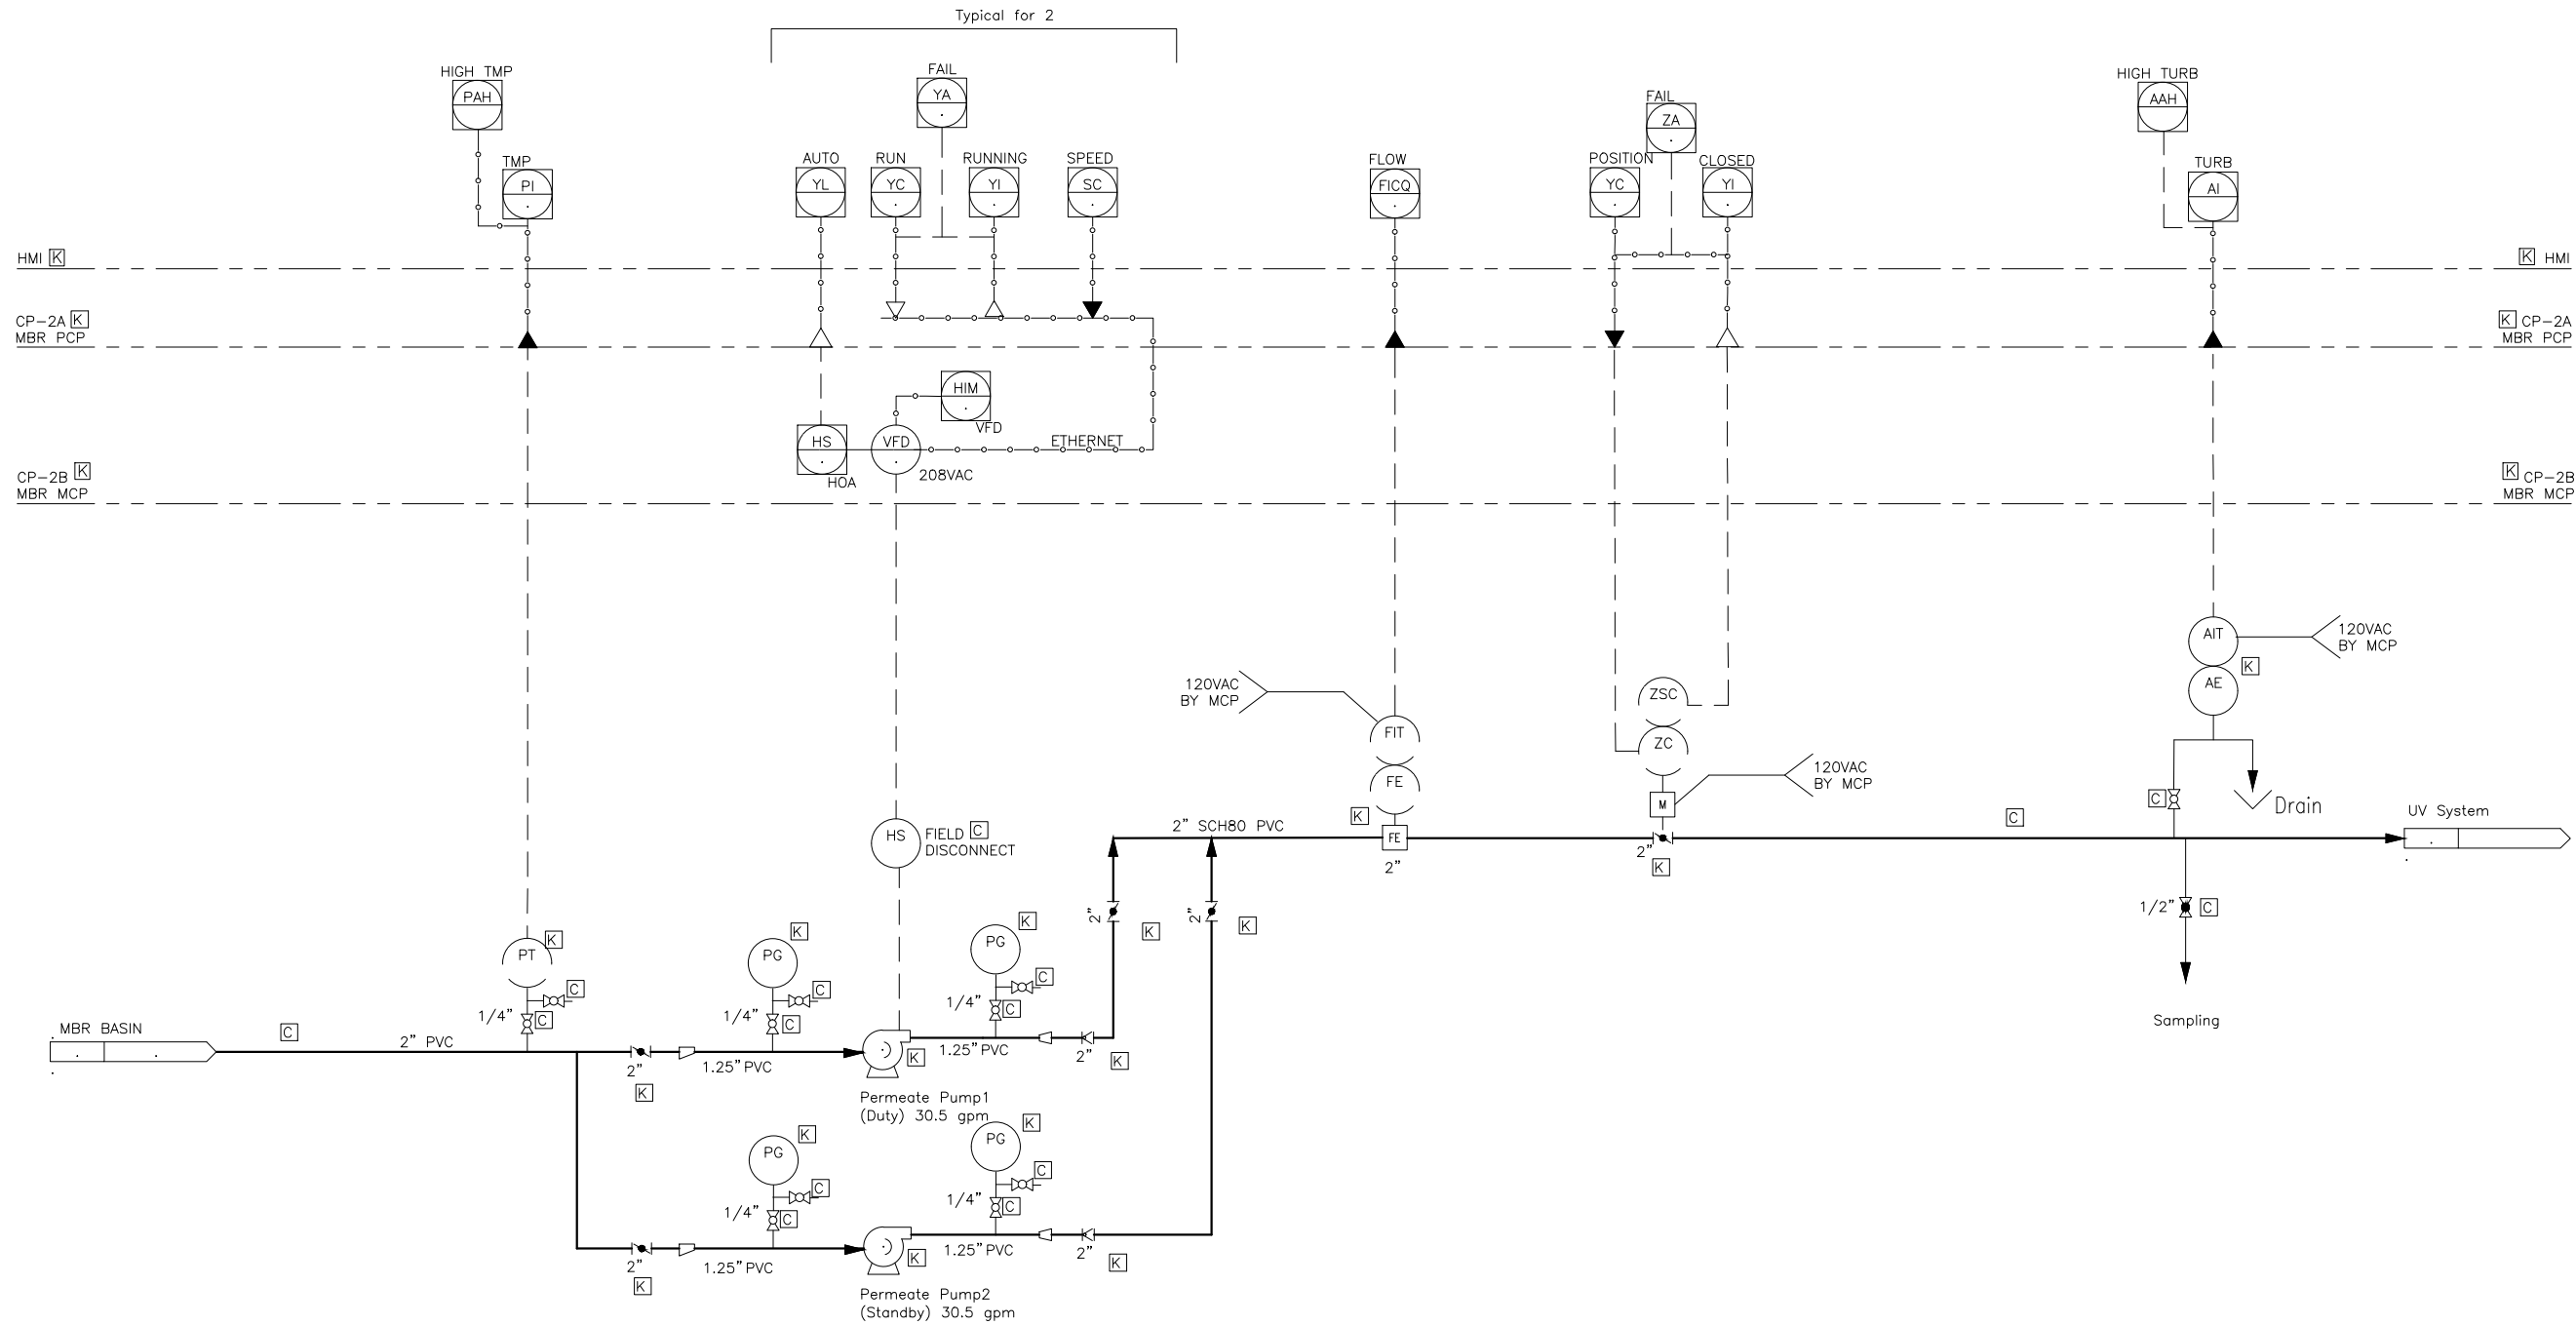 Typical for 2
HIGH TMP
PAH
TMP
PI
FAIL
YA
AUTO
YL
RUN
YC
RUNNING
YI
SPEED
SC
FLOW
FICQ
FAIL
ZA
POSITION
YC
CLOSED
YI
HIGH TURB
AAH
TURB
AI
HMI K
K HMI
CP-2A K
MBR PCP
K CP-2A
MBR PCP
HIM
VFD
HS
HOA
VFD
208VAC
ETHERNET
CP-2B K
MBR MCP
K CP-2B
MBR MCP
AIT
K
AE
120VAC
BY MCP
120VAC
BY MCP
FIT
FE
K
FE
2"
ZSC
ZC
M
120VAC
BY MCP
2"
K
C
C
Drain
UV System
HS
FIELD C
DISCONNECT
2" SCH80 PVC
2"
K
2"
K
1/2"
C
Sampling
PT
K
C
1/4"
C
PG
K
C
1/4"
C
PG
K
C
1/4"
C
MBR BASIN
C
2" PVC
2"
K
1.25"PVC
K
1.25"PVC
2"
K
Permeate Pump1
(Duty) 30.5 gpm
PG
K
C
1/4"
C
PG
K
C
1/4"
C
2"
K
1.25"PVC
K
1.25"PVC
2"
K
Permeate Pump2
(Standby) 30.5 gpm